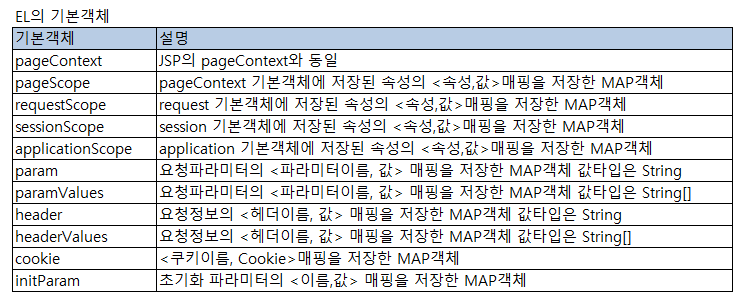 EL의 기본객체
기본객체 설명
pageContext JSP의 pageContext와 동일
pageScope pageContext 기본객체에 저장된 속성의 <속성,값>매핑을 저장한 MAP객체
requestScope request 기본객체에 저장된 속성의 <속성,값>매핑을 저장한 MAP객체
sessionScope session 기본객체에 저장된 속성의 <속성,값>매핑을 저장한 MAP객체
applicationScope application 기본객체에 저장된 속성의 <속성,값>매핑을 저장한 MAP객체
param 요청파라미터의 <파라미터이름, 값> 매핑을 저장한 MAP객체 값타입은 String
paramValues 요청파라미터의 <파라미터이름, 값> 매핑을 저장한 MAP객체 값타입은 String[]
header 요청정보의 <헤더이름, 값> 매핑을 저장한 MAP객체 값타입은 String
headerValues 요청정보의 <헤더이름, 값> 매핑을 저장한 MAP객체 값타입은 String[]
cookie <쿠키이름, Cookie>매핑을 저장한 MAP객체
initParam 초기화 파라미터의 <이름,값> 매핑을 저장한 MAP객체